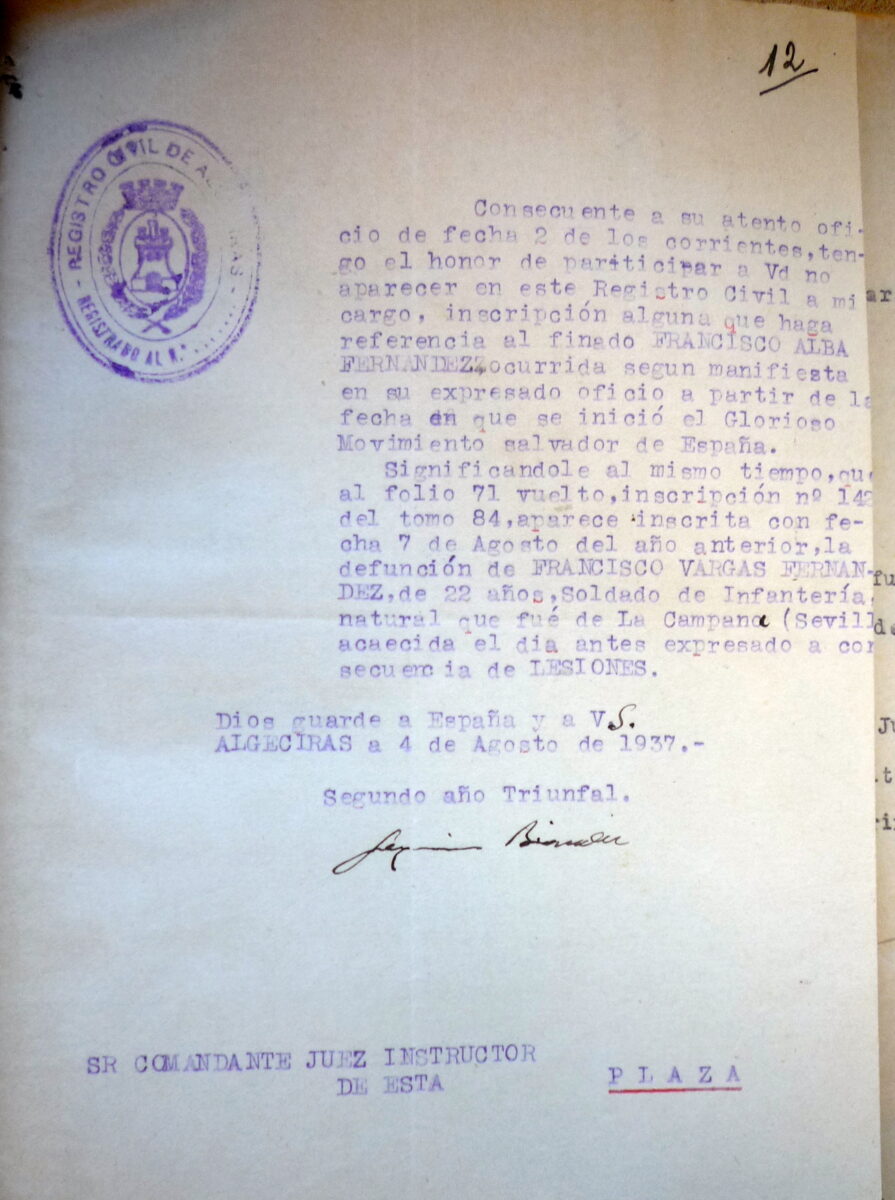 12
REGISTRO CIVIL DE
REGISTRADO AL N.º
Consecuente a su atento ofi-
cio de fecha 2 de los corrientes,ten-
go el honor de participar a Vd no
aparecer en este Registro Civil a mi
cargo, inscripción alguna que haga
referencia al finado FRANCISCO ALBA
FERNANDEZ ocurrida segun manifiesta
en su expresado oficio a partir de la
fecha en que se inició el Glorioso
Movimiento salvador de España.
Significandole al mismo tiempo,que
al folio 71 vuelto,inscripción nº 142
del tomo 84,aparece inscrita con fe-
cha 7 de Agosto del año anterior,la
defunción de FRANCISCO VARGAS FERNAN-
DEZ,de 22 años,Soldado de Infantería,
natural que fué de La Campana (Sevill
acaecida el dia antes expresado a con
secuencia de LESIONES.
Dios guarde a España y a V.S.
ALGECIRAS a 4 de Agosto de 1937.-
Segundo año Triunfal.
SR COMANDANTE JUEZ INSTRUCTOR
DE ESTA
PLAZA